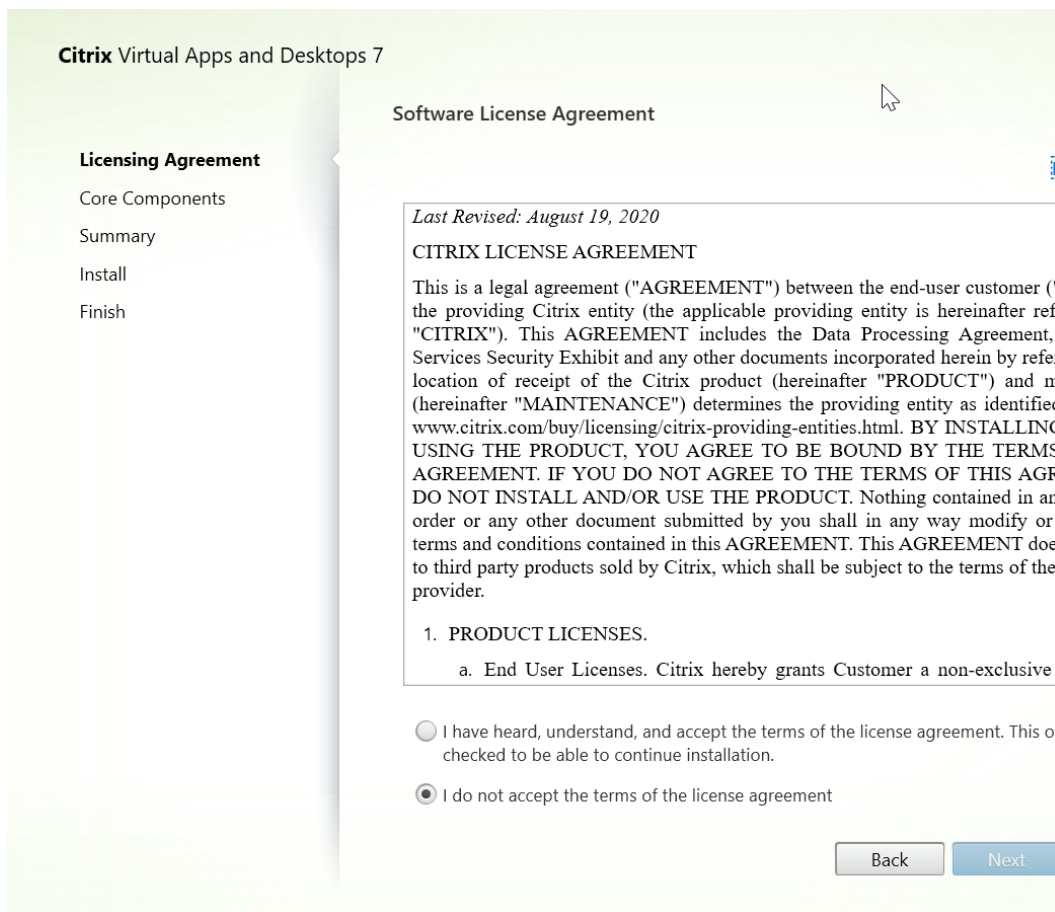 Citrix Virtual Apps and Desktops 7
Software License Agreement
Licensing Agreement
Core Components
Summary
Install
Finish
Last Revised: August 19, 2020
CITRIX LICENSE AGREEMENT
This is a legal agreement ("AGREEMENT") between the end-user customer ("
the providing Citrix entity (the applicable providing entity is hereinafter
"CITRIX"). This AGREEMENT includes the Data Processing Agreement,
Services Security Exhibit and any other documents incorporated herein by
location of receipt of the Citrix product (hereinafter "PRODUCT") and
(hereinafter "MAINTENANCE") determines the providing entity as
www.citrix.com/buy/licensing/citrix-providing-entities.html. BY
USING THE PRODUCT, YOU AGREE TO BE BOUND BY THE TERMS
AGREEMENT. IF YOU DO NOT AGREE TO THE TERMS OF THIS
DO NOT INSTALL AND/OR USE THE PRODUCT. Nothing contained in
order or any other document submitted by you shall in any way modify or
terms and conditions contained in this AGREEMENT. This AGREEMENT
to third party products sold by Citrix, which shall be subject to the terms of the
provider.
1. PRODUCT LICENSES.
a. End User Licenses. Citrix hereby grants Customer a non-exclusive
I have heard, understand, and accept the terms of the license agreement. This
checked to be able to continue installation.
I do not accept the terms of the license agreement
Back
Next